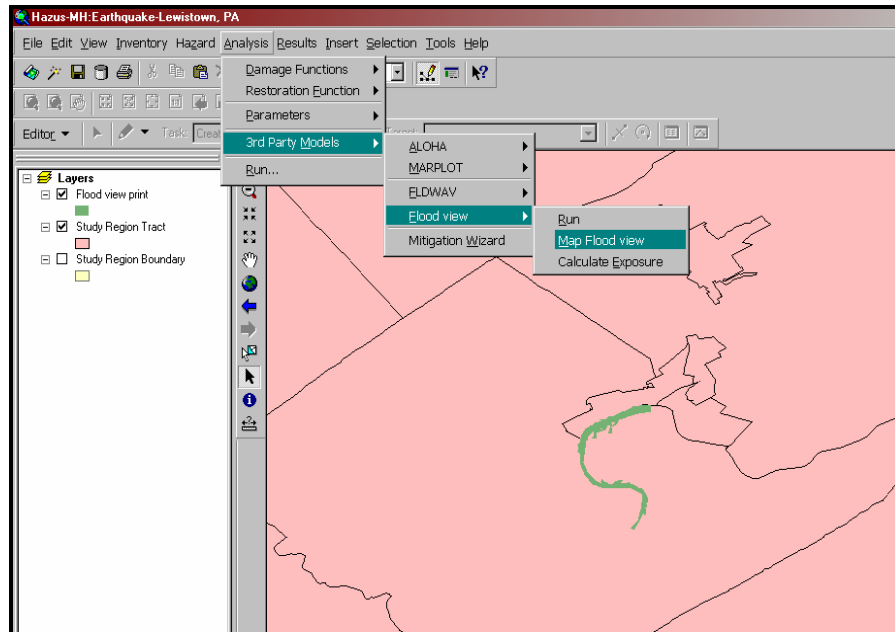 Hazus-MH:Earthquake-Lewistown, PA
File Edit View Inventory Hazard Analysis Results Insert Selection Tools Help
Damage Functions
Restoration Function
Parameters
3rd Party Models
Run...
Editor
Task:
Layers
Flood view print
Study Region Tract
Study Region Boundary
ALOHA
MARPLOT
FLDWAV
Flood view
Mitigation Wizard
Run
Map Flood view
Calculate Exposure